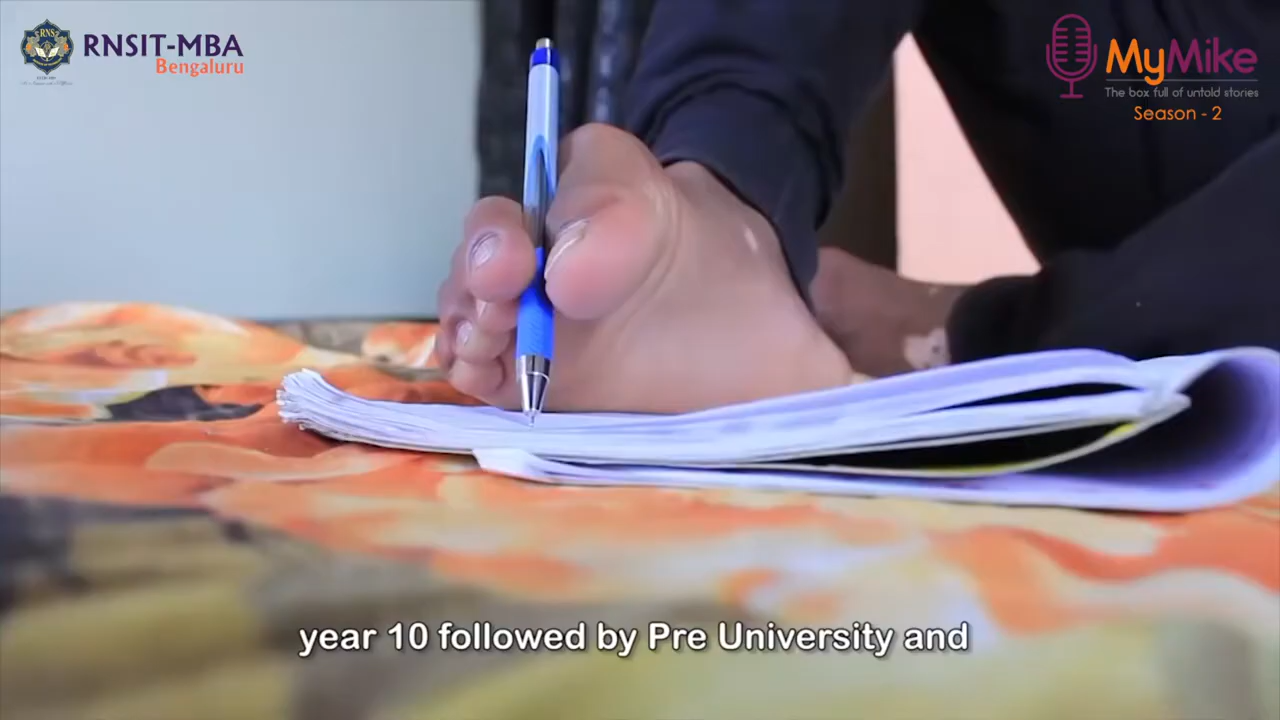 RNS
RNSIT-MBA
Bengaluru
MyMike
The box full of untold stories
Season - 2
year 10 followed by Pre University and